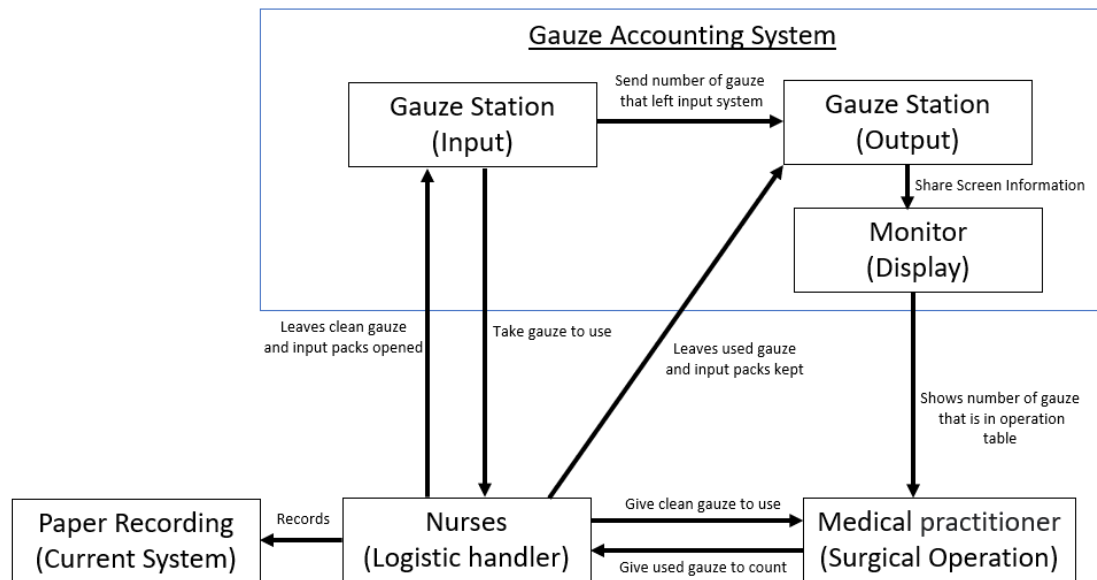 Gauze Accounting System
Send number of gauze
that left input system
Gauze Station
(Input)
Gauze Station
(Output)
Share Screen Information
Monitor
(Display)
Leaves clean gauze
and input packs opened
Take gauze to use
Leaves used gauze
and input packs kept
Shows number of gauze
that is in operation
table
Paper Recording
(Current System)
Records
Nurses
(Logistic handler)
Give clean gauze to use
Give used gauze to count
Medical practitioner
(Surgical Operation)